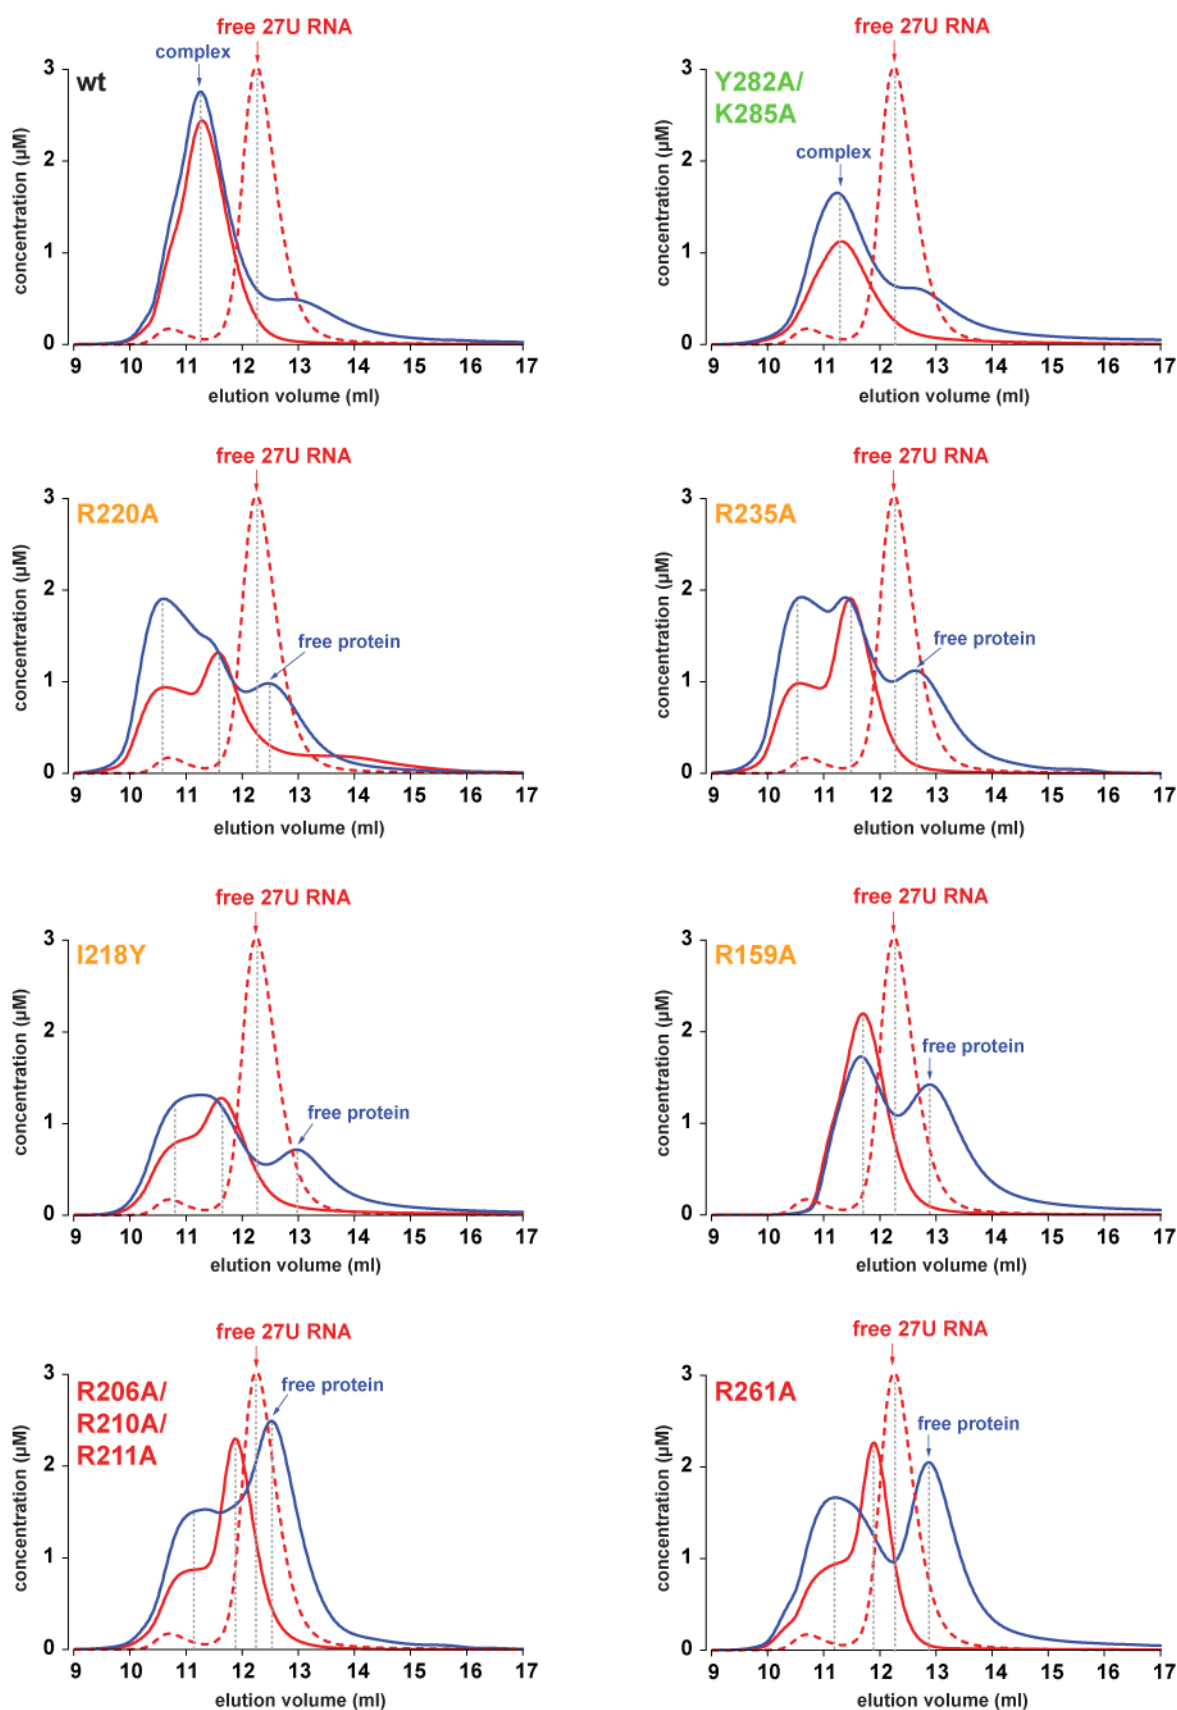 free 27U RNA
complex
wt
concentration (µM)
3
2
1
0
9 10 11 12 13 14 15 16 17
elution volume (ml)
free 27U RNA
Y282A/
K285A
complex
concentration (µM)
3
2
1
0
9 10 11 12 13 14 15 16 17
elution volume (ml)
free 27U RNA
R220A
free protein
concentration (µM)
3
2
1
0
9 10 11 12 13 14 15 16 17
elution volume (ml)
free 27U RNA
R235A
free protein
concentration (µM)
3
2
1
0
9 10 11 12 13 14 15 16 17
elution volume (ml)
free 27U RNA
I218Y
free protein
concentration (µM)
3
2
1
0
9 10 11 12 13 14 15 16 17
elution volume (ml)
free 27U RNA
R159A
free protein
concentration (µM)
3
2
1
0
9 10 11 12 13 14 15 16 17
elution volume (ml)
free 27U RNA
R206A/
R210A/
R211A
free protein
concentration (µM)
3
2
1
0
9 10 11 12 13 14 15 16 17
elution volume (ml)
free 27U RNA
R261A
free protein
concentration (µM)
3
2
1
0
9 10 11 12 13 14 15 16 17
elution volume (ml)